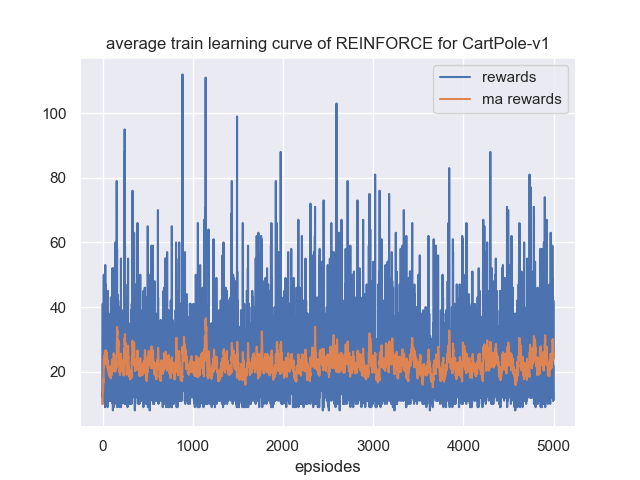 average train learning curve of REINFORCE for CartPole-v1
rewards
ma rewards
100
80
60
40
20
0 1000 2000 3000 4000 5000
epsiodes